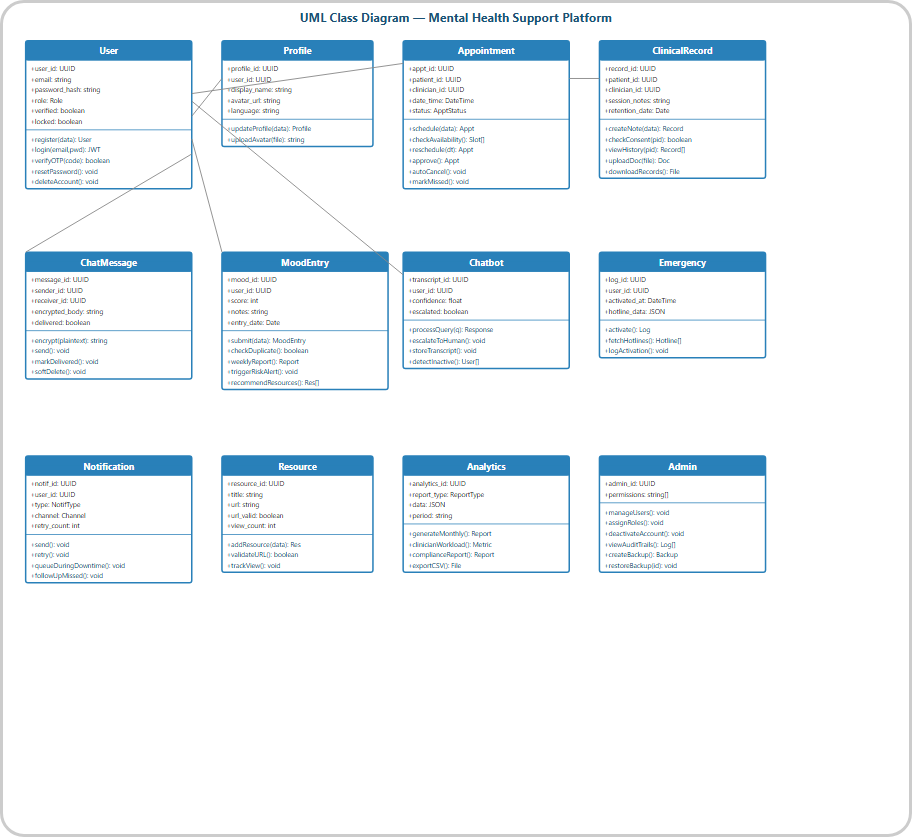 UML Class Diagram — Mental Health Support Platform
User
+user_id: UUID
+email: string
+password_hash: string
+role: Role
+verified: boolean
+locked: boolean
+register(data): User
+login(email,pwd): JWT
+verifyOTP(code): boolean
+resetPassword(): void
+deleteAccount(): void
Profile
+profile_id: UUID
+user_id: UUID
+display_name: string
+avatar_url: string
+language: string
+updateProfile(data): Profile
+uploadAvatar(file): string
Appointment
+appt_id: UUID
+patient_id: UUID
+clinician_id: UUID
+date_time: DateTime
+status: ApptStatus
+schedule(data): Appt
+checkAvailability(): Slot[]
+reschedule(dt): Appt
+approve(): Appt
+autoCancel(): void
+markMissed(): void
ClinicalRecord
+record_id: UUID
+patient_id: UUID
+clinician_id: UUID
+session_notes: string
+retention_date: Date
+createNote(data): Record
+checkConsent(pid): boolean
+viewHistory(pid): Record[]
+uploadDoc(file): Doc
+downloadRecords(): File
ChatMessage
+message_id: UUID
+sender_id: UUID
+receiver_id: UUID
+encrypted_body: string
+delivered: boolean
+encrypt(plaintext): string
+send(): void
+markDelivered(): void
+softDelete(): void
MoodEntry
+mood_id: UUID
+user_id: UUID
+score: int
+notes: string
+entry_date: Date
+submit(data): MoodEntry
+checkDuplicate(): boolean
+weeklyReport(): Report
+triggerRiskAlert(): void
+recommendResources(): Res[]
Chatbot
+transcript_id: UUID
+user_id: UUID
+confidence: float
+escalated: boolean
+processQuery(q): Response
+escalateToHuman(): void
+storeTranscript(): void
+detectInactive(): User[]
Emergency
+log_id: UUID
+user_id: UUID
+activated_at: DateTime
+hotline_data: JSON
+activate(): Log
+fetchHotlines(): Hotline[]
+logActivation(): void
Notification
+notif_id: UUID
+user_id: UUID
+type: NotifType
+channel: Channel
+retry_count: int
+send(): void
+retry(): void
+queueDuringDowntime(): void
+followUpMissed(): void
Resource
+resource_id: UUID
+title: string
+url: string
+url_valid: boolean
+view_count: int
+addResource(data): Res
+validateURL(): boolean
+trackView(): void
Analytics
+analytics_id: UUID
+report_type: ReportType
+data: JSON
+period: string
+generateMonthly(): Report
+clinicianWorkload(): Metric
+complianceReport(): Report
+exportCSV(): File
Admin
+admin_id: UUID
+permissions: string[]
+manageUsers(): void
+assignRoles(): void
+deactivateAccount(): void
+viewAuditTrails(): Log[]
+createBackup(): Backup
+restoreBackup(id): void